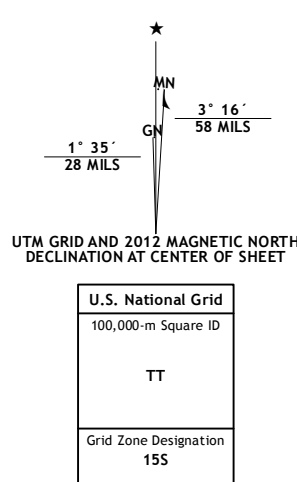 ★
MN
3° 16´
58 MILS
GN
1° 35´
28 MILS
UTM GRID AND 2012 MAGNETIC NORTH
DECLINATION AT CENTER OF SHEET
U.S. National Grid
100,000-m Square ID
TT
Grid Zone Designation
15S